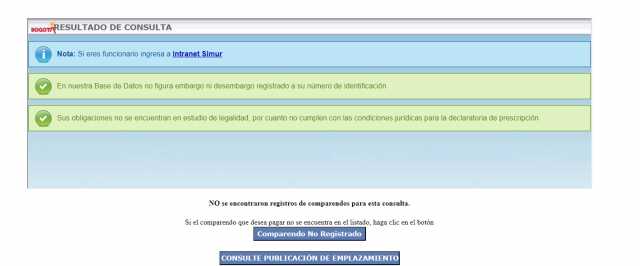 BOGOTÁ RESULTADO DE CONSULTA
Nota: Si eres funcionario ingresa a Intranet Simur
En nuestra Base de Datos no figura embargo ni desembargo registrado a su número de identificación
Sus obligaciones no se encuentran en estudio de legalidad, por cuanto no cumplen con las condiciones jurídicas para la declaratoria de prescripción
NO se encontraron registros de comparendos para esta consulta.
Si el comparendo que desea pagar no se encuentra en el listado, haga clic en el botón
Comparendo No Registrado
CONSULTE PUBLICACIÓN DE EMPLAZAMIENTO